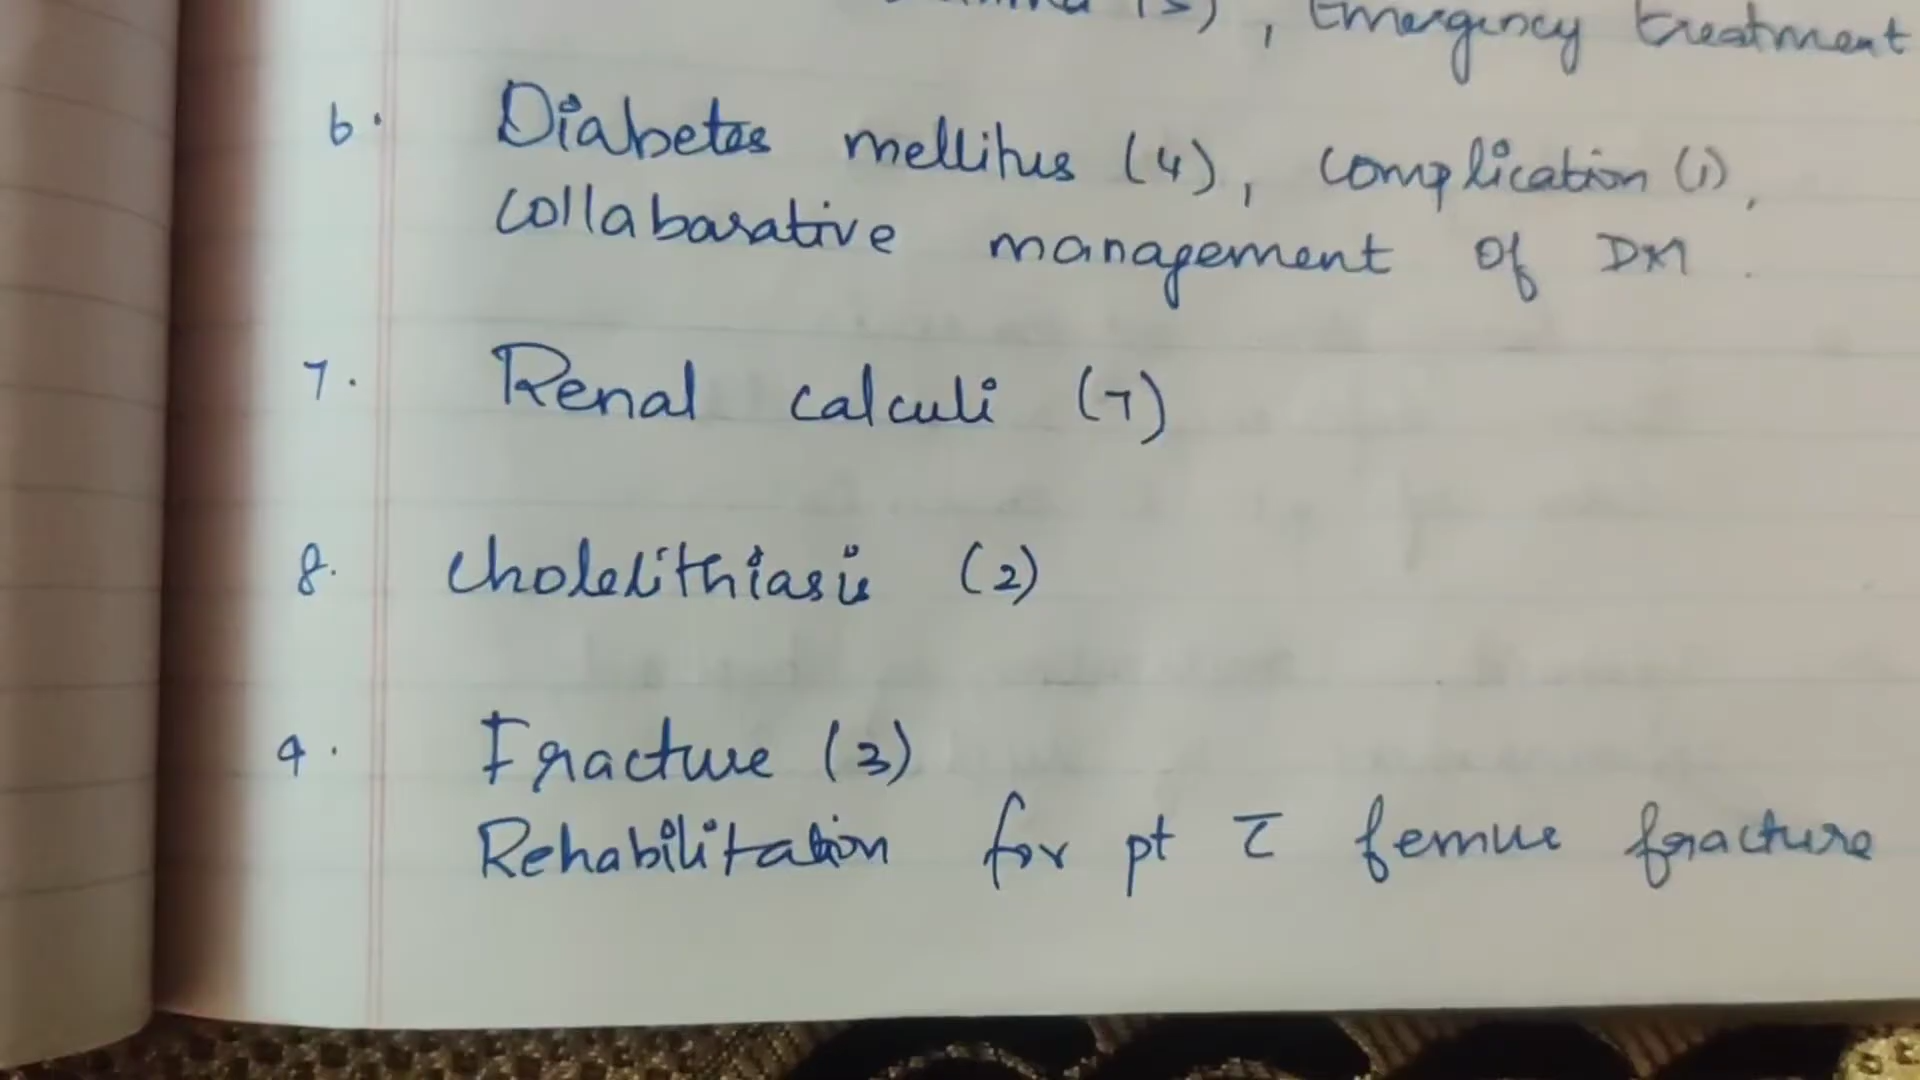 , Emergency treatment
6. Diabetes mellitus (4), complication (1),
collabarative management of DM.
7. Renal calculi (7)
8. cholelithiasis (2)
9. Fracture (3)
Rehabilitation for pt c̄ femur fracture